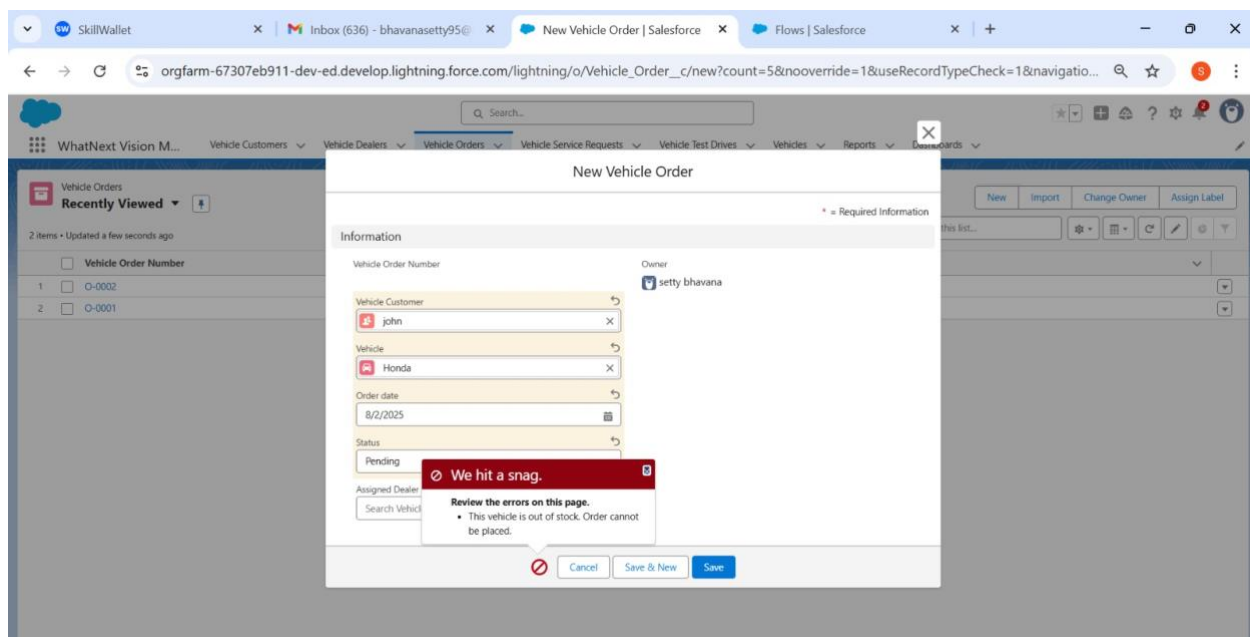 SkillWallet
Inbox (636) - bhavanasetty95@
New Vehicle Order | Salesforce
Flows | Salesforce
orgfarm-67307eb911-dev-ed.develop.lightning.force.com/lightning/o/Vehicle_Order__c/new?count=5&nooverride=1&useRecordTypeCheck=1&navigatio...
S
Search...
WhatNext Vision M...
Vehicle Customers
Vehicle Dealers
Vehicle Orders
Vehicle Service Requests
Vehicle Test Drives
Vehicles
Reports
Dashboards
Vehicle Orders
Recently Viewed
New
Import
Change Owner
Assign Label
2 items • Updated a few seconds ago
this list...
Vehicle Order Number
1 O-0002
2 O-0001
New Vehicle Order
* = Required Information
Information
Vehicle Order Number
Owner
setty bhavana
Vehicle Customer
john
Vehicle
Honda
Order date
8/2/2025
Status
Pending
Assigned Dealer
Search Vehicl
We hit a snag.
Review the errors on this page.
• This vehicle is out of stock. Order cannot
be placed.
Cancel
Save & New
Save